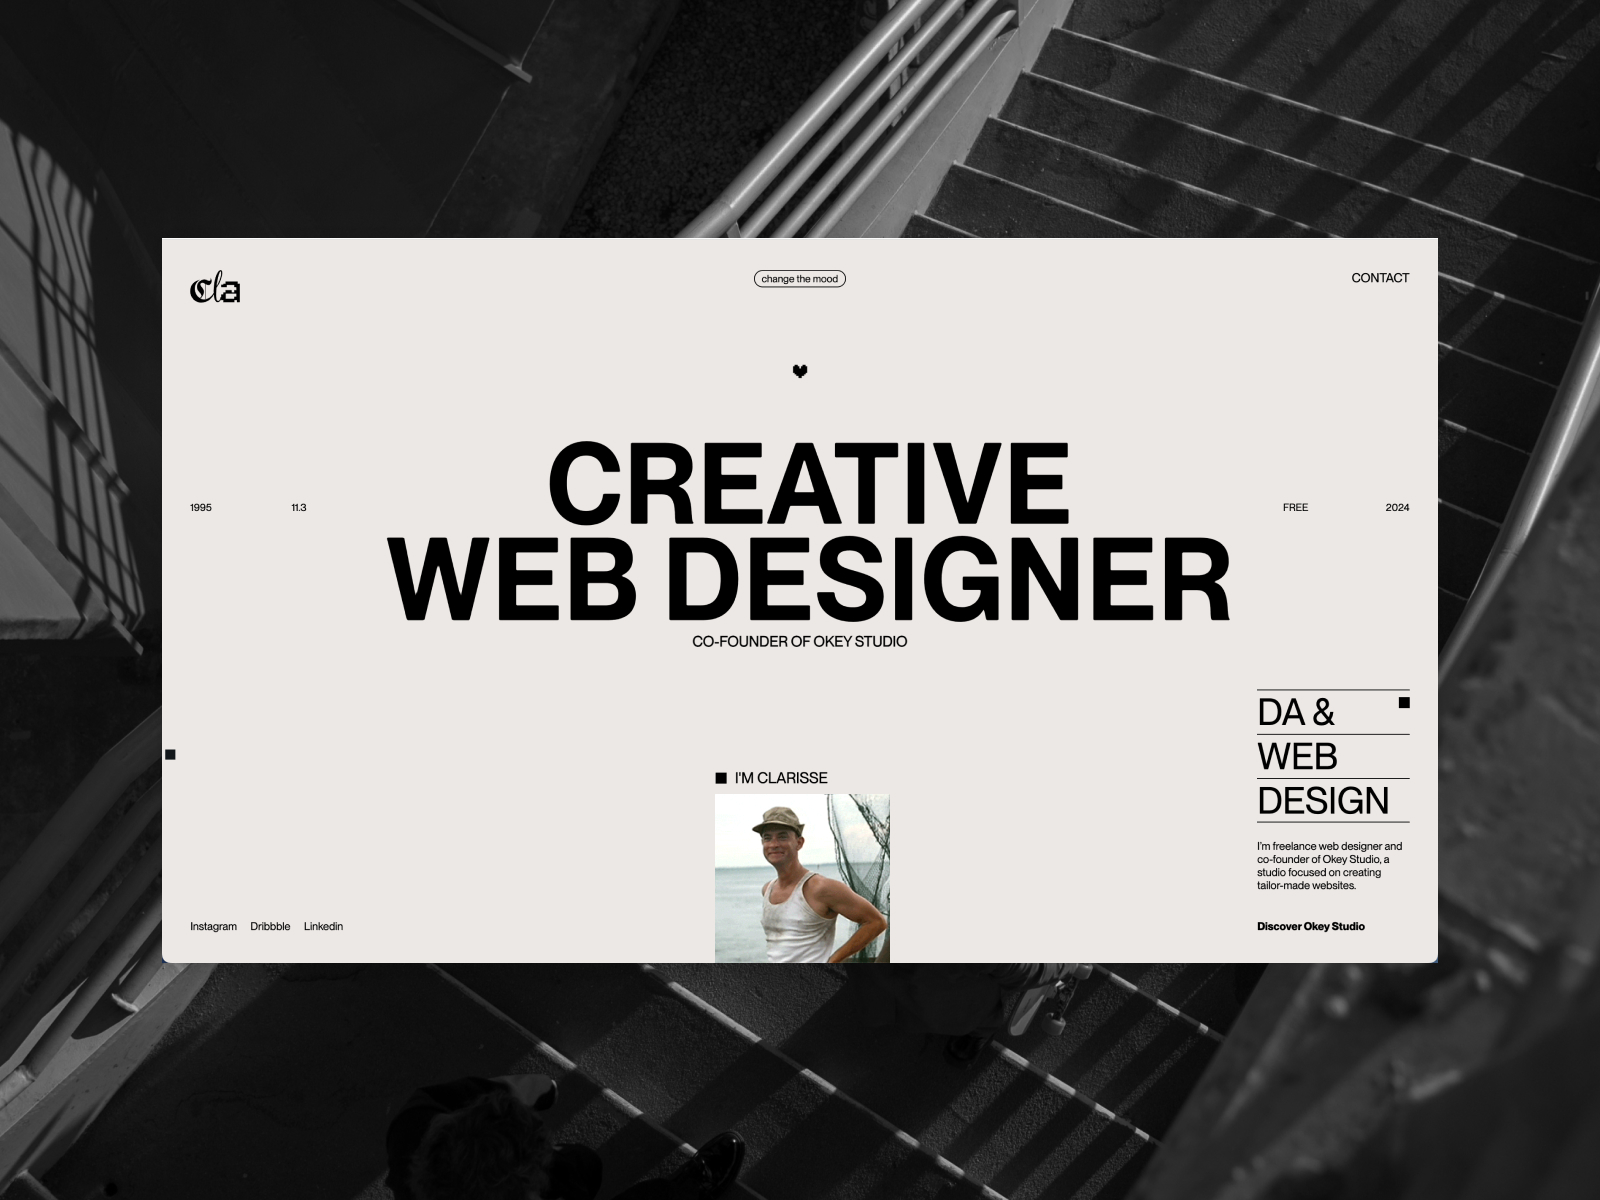 Cla
change the mood
CONTACT
CREATIVE
1995
11.3
FREE
2024
WEB DESIGNER
CO-FOUNDER OF OKEY STUDIO
DA &
WEB
DESIGN
I'M CLARISSE
I'm freelance web designer and
co-founder of Okey Studio, a
studio focused on creating
tailor-made websites.
Instagram
Dribbble
Linkedin
Discover Okey Studio